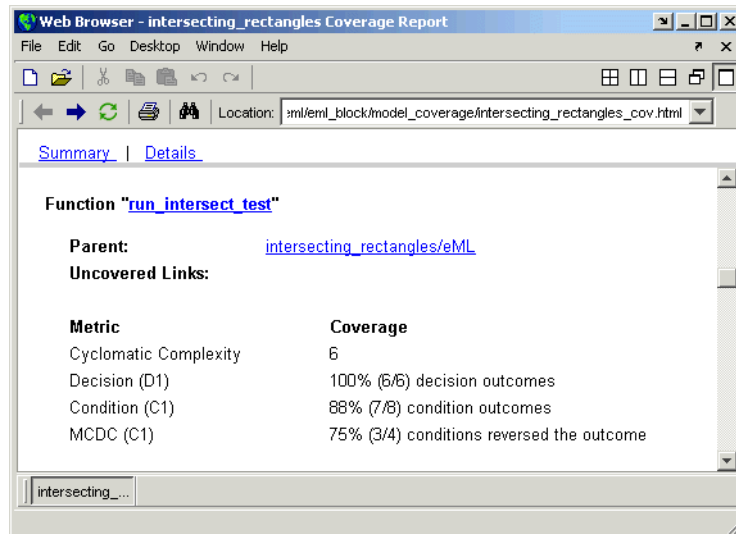 Web Browser - intersecting_rectangles Coverage Report
File Edit Go Desktop Window Help
Location: :ml/eml_block/model_coverage/intersecting_rectangles_cov.html
Summary | Details
Function "run_intersect_test"
Parent: intersecting_rectangles/eML
Uncovered Links:
Metric Coverage
Cyclomatic Complexity 6
Decision (D1) 100% (6/6) decision outcomes
Condition (C1) 88% (7/8) condition outcomes
MCDC (C1) 75% (3/4) conditions reversed the outcome
intersecting_...